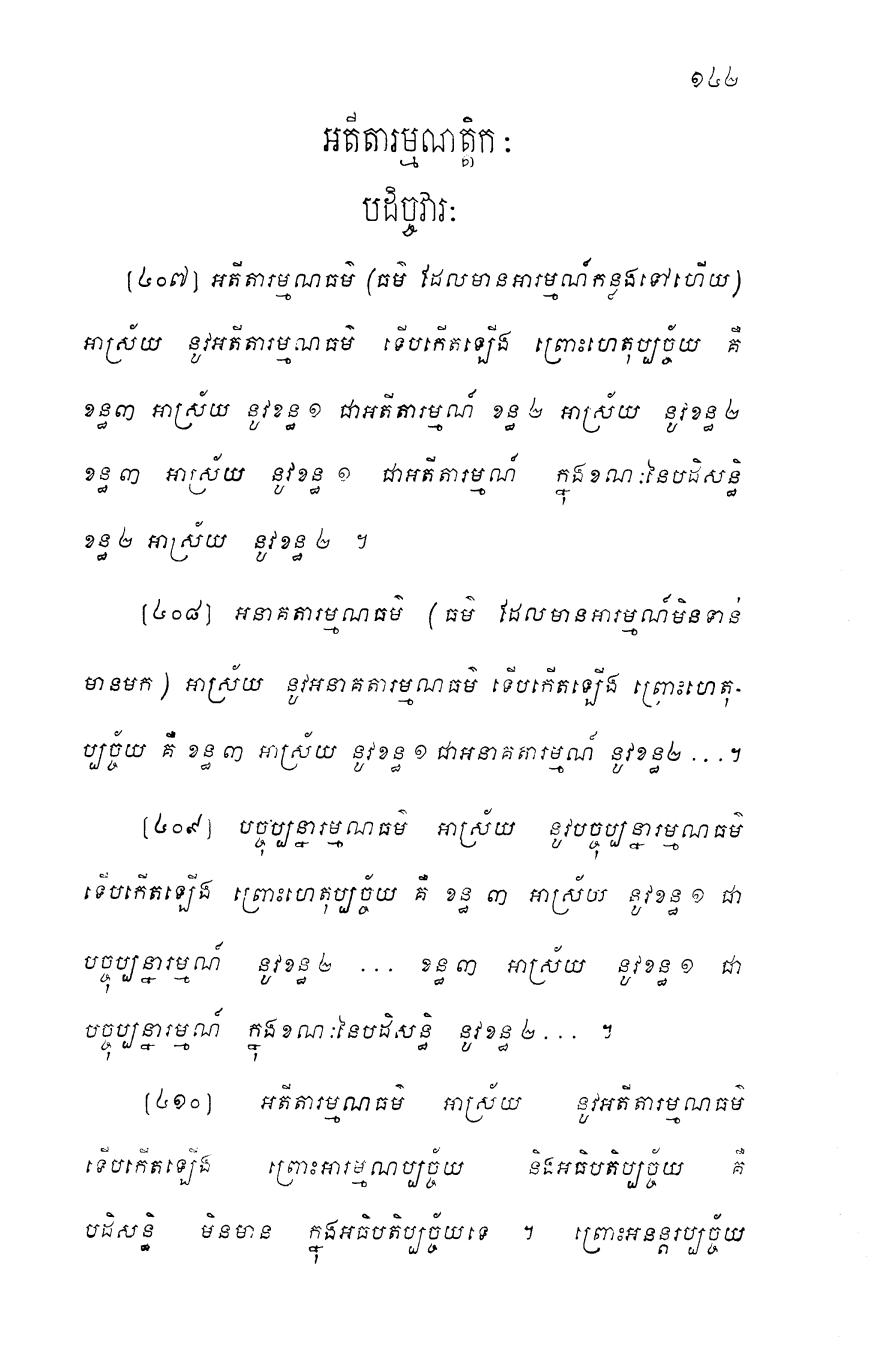 ១៤២
អតីតារម្មណត្តិក:
បដិច្ចវារ:
[៤០៧] អតីតារម្មណធម៌ (ធម៌ ដែលមានអារម្មណ៍កន្លងទៅហើយ)
អាស្រ័យ នូវអតីតារម្មណធម៌ ទើបកើតឡើង ព្រោះហេតុប្បច្ច័យ គឺ
ខន្ធ៣ អាស្រ័យ នូវខន្ធ ១ ជាអតីតារម្មណ៍ ខន្ធ ២ អាស្រ័យ នូវខន្ធ ២
ខន្ធ ៣ អាស្រ័យ នូវខន្ធ ១ ជាអតីតារម្មណ៍ ក្នុងខណៈនៃបដិសន្ធិ
ខន្ធ ២ អាស្រ័យ នូវខន្ធ ២ ។
[៤០៨] អនាគតារម្មណធម៌ ( ធម៌ ដែលមានអារម្មណ៍មិនទាន់
មានមក ) អាស្រ័យ នូវអនាគតារម្មណធម៌ ទើបកើតឡើង ព្រោះហេតុ-
ប្បច្ច័យ គឺ ខន្ធ ៣ អាស្រ័យ នូវខន្ធ ១ ជាអនាគតារម្មណ៍ នូវខន្ធ២ ...។
[៤០៩] បច្ចុប្បន្នារម្មណធម៌ អាស្រ័យ នូវបច្ចុប្បន្នារម្មណធម៌
ទើបកើតឡើង ព្រោះហេតុប្បច្ច័យ គឺ ខន្ធ ៣ អាស្រ័យ នូវខន្ធ ១ ជា
បច្ចុប្បន្នារម្មណ៍ នូវខន្ធ ២ ... ខន្ធ ៣ អាស្រ័យ នូវខន្ធ ១ ជា
បច្ចុប្បន្នារម្មណ៍ ក្នុងខណៈនៃបដិសន្ធិ នូវខន្ធ ២ ... ។
[៤១០] អតីតារម្មណធម៌ អាស្រ័យ នូវអតីតារម្មណធម៌
ទើបកើតឡើង ព្រោះអារម្មណប្បច្ច័យ និងអធិបតិប្បច្ច័យ គឺ
បដិសន្ធិ មិនមាន ក្នុងអធិបតិប្បច្ច័យទេ ។ ព្រោះអនន្តរប្បច្ច័យ